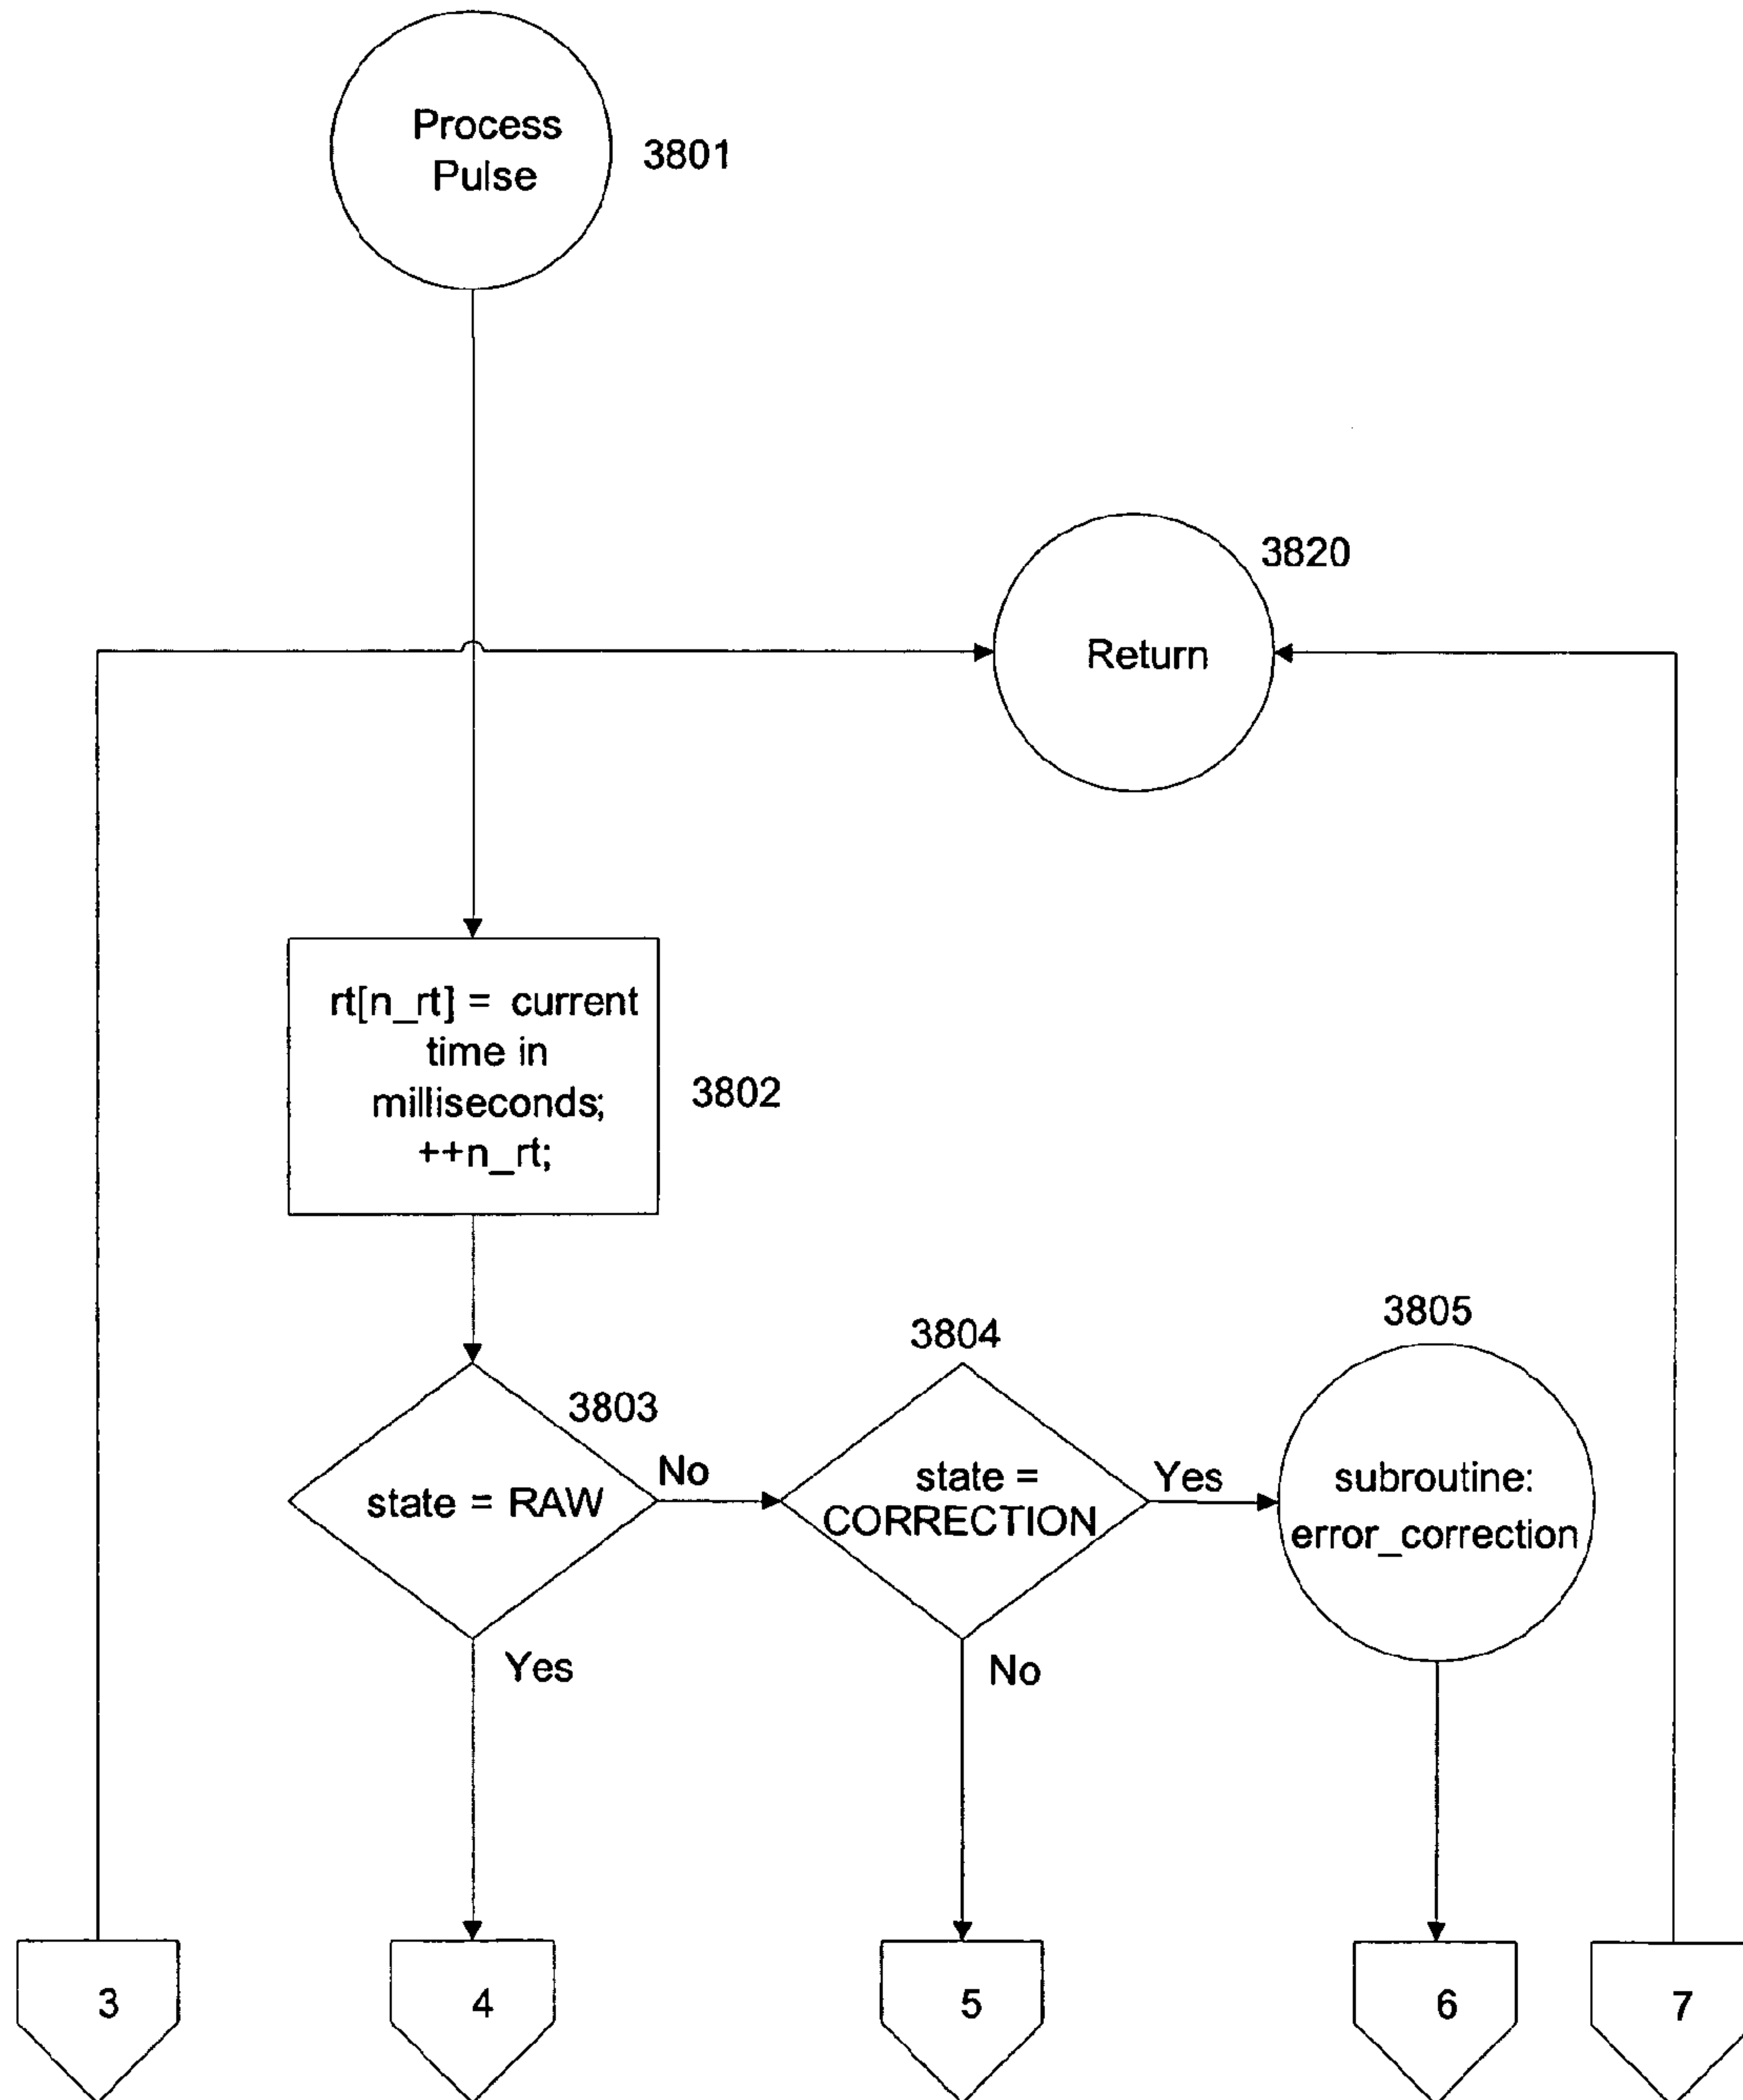 Process
Pulse
3801
3820
Return
rt[n_rt] = current
time in
milliseconds;
++n_rt;
3802
3803
state = RAW
No
Yes
3804
state =
CORRECTION
Yes
No
3805
subroutine:
error_correction
3
4
5
6
7